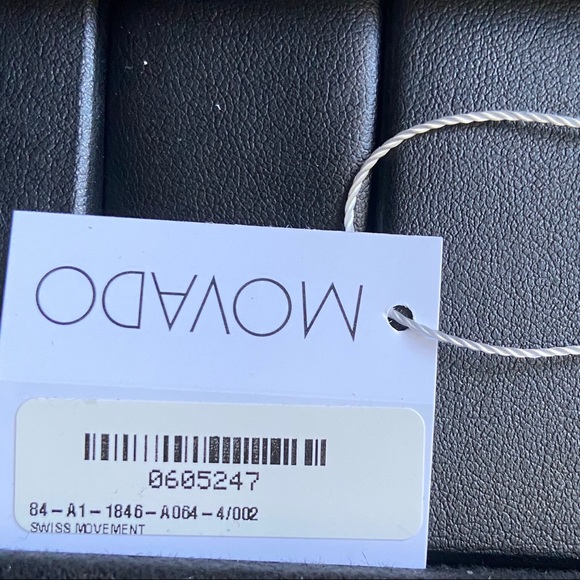 MOVADO
0605247
84-A1-1846-A064-4/002
SWISS MOVEMENT